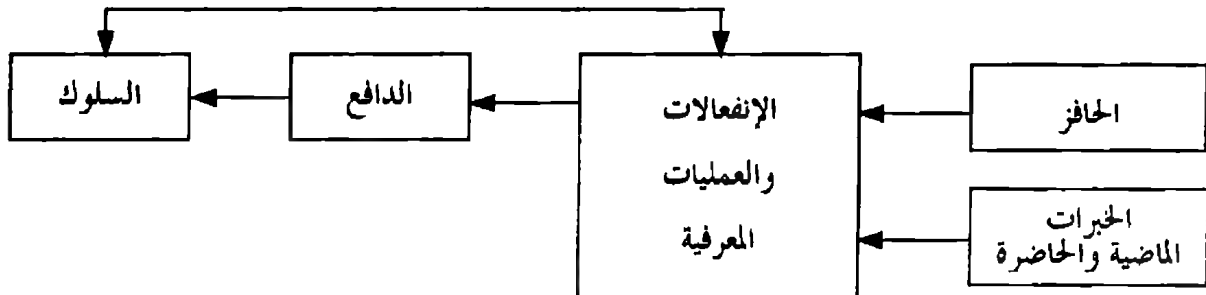 الحافز
الخبرات
الماضية والحاضرة
الإنفعالات
والعمليات
المعرفية
الدافع
السلوك